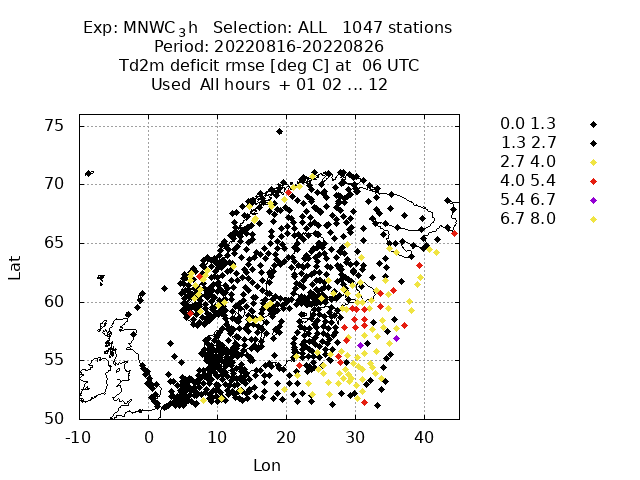 Exp: MNWC_3h   Selection: ALL   1047 stations
Period: 20220816-20220826
Td2m deficit rmse [deg C] at  06 UTC
Used  All hours  + 01 02 ... 12
75
70
65
60
55
50
-10 0 10 20 30 40
Lat
Lon
0.0 1.3
1.3 2.7
2.7 4.0
4.0 5.4
5.4 6.7
6.7 8.0